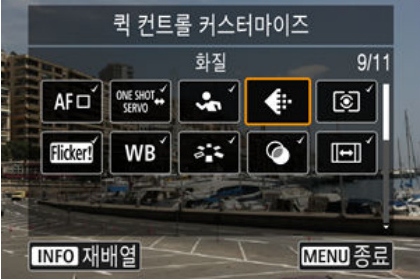 퀵 컨트롤 커스터마이즈
화질 9/11
AF ONE SHOT SERVO
Flicker! WB
INFO 재배열 MENU 종료